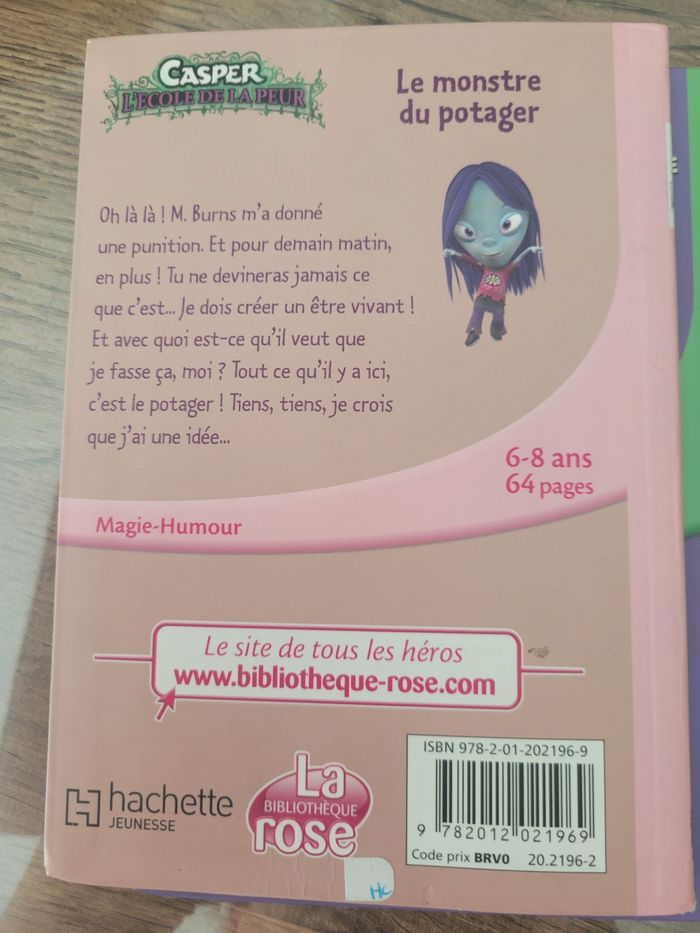 CASPER
L'ECOLE DE LA PEUR
Le monstre
du potager
Oh là là ! M. Burns m'a donné
une punition. Et pour demain matin,
en plus ! Tu ne devineras jamais ce
que c'est... Je dois créer un être vivant !
Et avec quoi est-ce qu'il veut que
je fasse ça, moi ? Tout ce qu'il y a ici,
c'est le potager ! Tiens, tiens, je crois
que j'ai une idée...
6-8 ans
64 pages
Magie-Humour
Le site de tous les héros
www.bibliotheque-rose.com
hachette
JEUNESSE
La
BIBLIOTHÈQUE
rose
ISBN 978-2-01-202196-9
9 782012 021969
Code prix BRV0 20.2196-2
HC